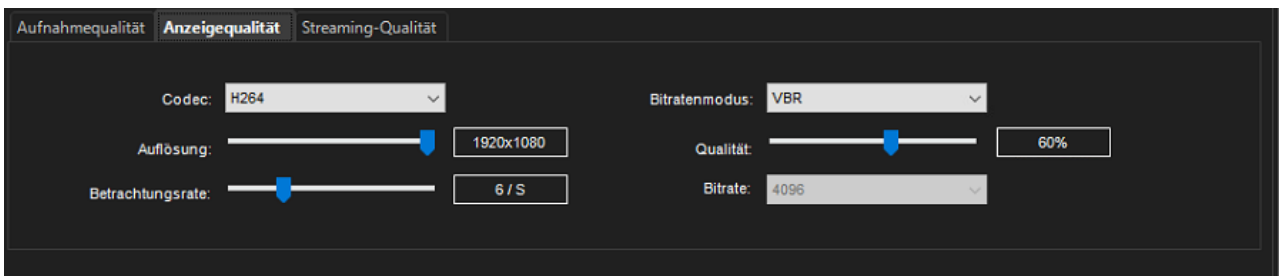 Aufnahmequalität Anzeigequalität Streaming-Qualität
Codec: H264 Bitratenmodus: VBR
Auflösung: 1920x1080 Qualität: 60%
Betrachtungsrate: 6 / S Bitrate: 4096